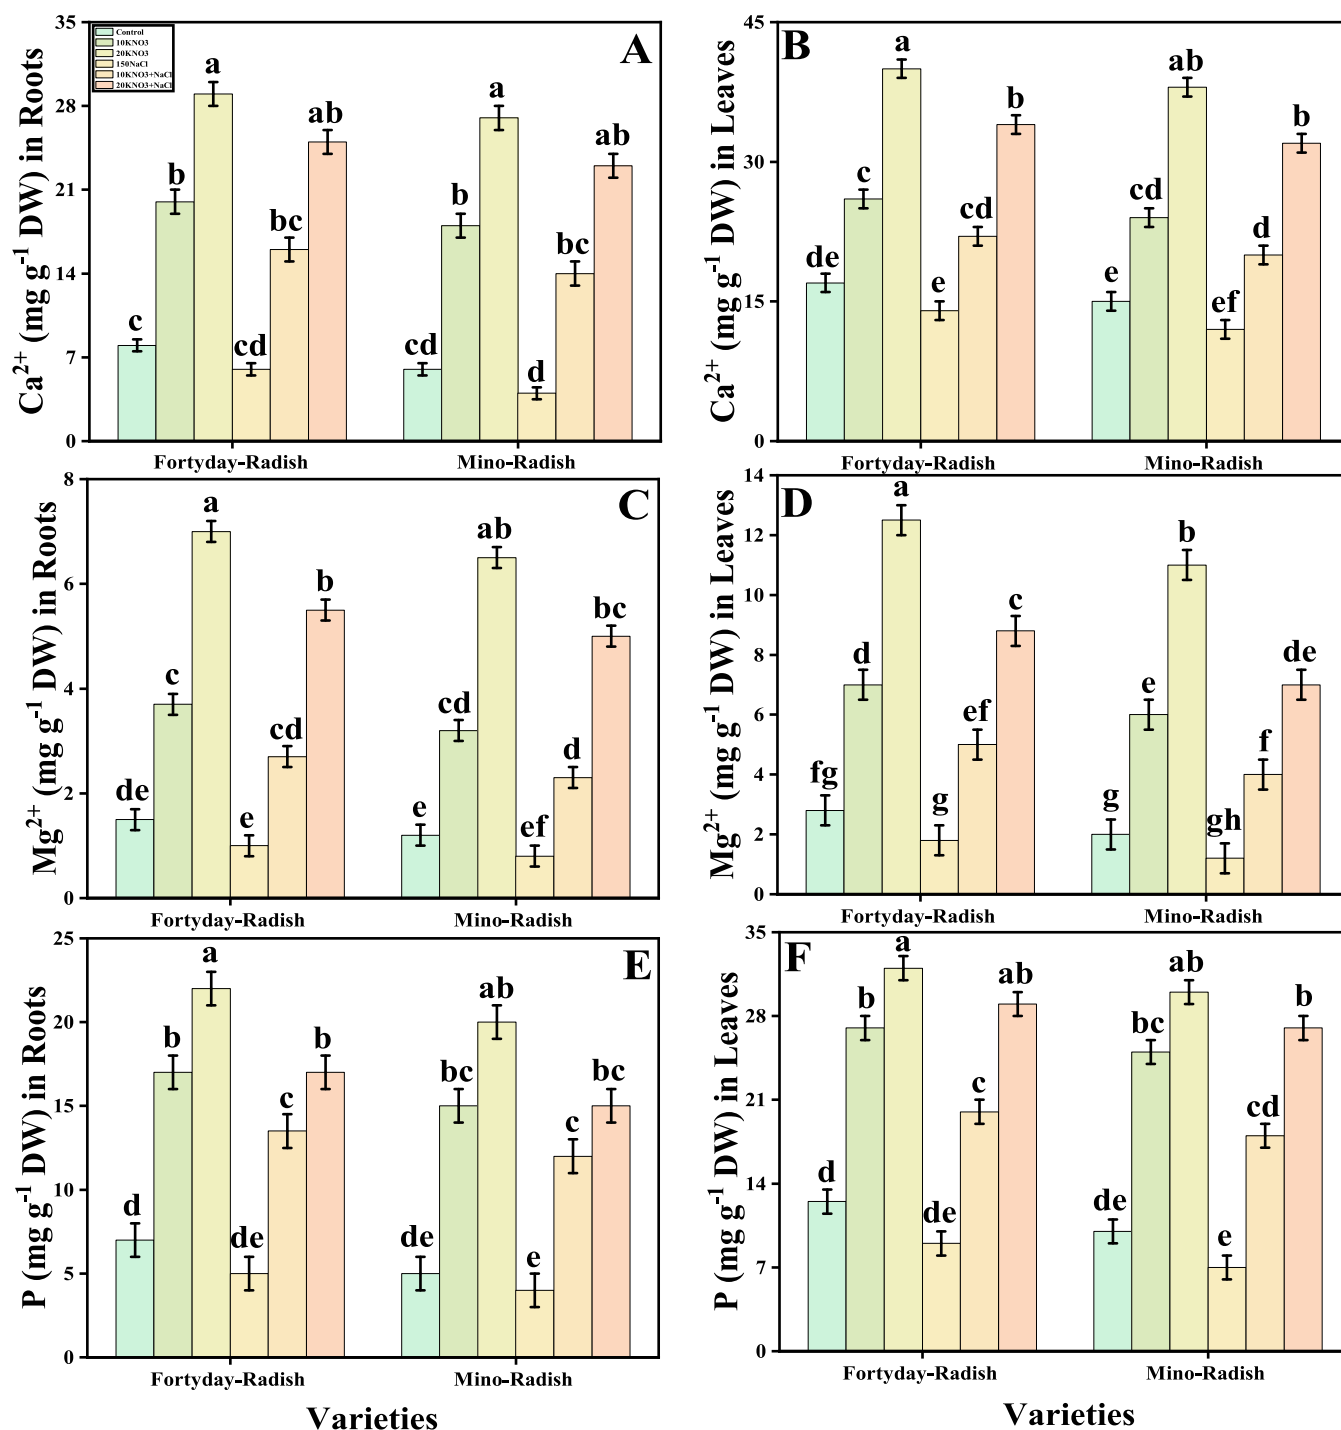 Ca2+ (mg g-1 DW) in Roots
35
28
21
14
7
0
Control
10KNO3
20KNO3
150NaCl
10KNO3+NaCl
20KNO3+NaCl
A
c
b
a
cd
bc
ab
cd
b
a
d
bc
ab
Fortyday-Radish
Mino-Radish
Ca2+ (mg g-1 DW) in Leaves
45
30
15
0
B
de
c
a
e
cd
b
e
cd
ab
ef
d
b
Fortyday-Radish
Mino-Radish
Mg2+ (mg g-1 DW) in Roots
8
6
4
2
0
C
de
c
a
e
cd
b
e
cd
ab
ef
d
bc
Fortyday-Radish
Mino-Radish
Mg2+ (mg g-1 DW) in Leaves
14
12
10
8
6
4
2
0
D
fg
d
a
g
ef
c
g
e
b
gh
f
de
Fortyday-Radish
Mino-Radish
P (mg g-1 DW) in Roots
25
20
15
10
5
0
E
d
b
a
de
c
b
de
bc
ab
e
c
bc
Fortyday-Radish
Mino-Radish
Varieties
P (mg g-1 DW) in Leaves
35
28
21
14
7
0
F
d
b
a
de
c
ab
de
bc
ab
e
cd
b
Fortyday-Radish
Mino-Radish
Varieties